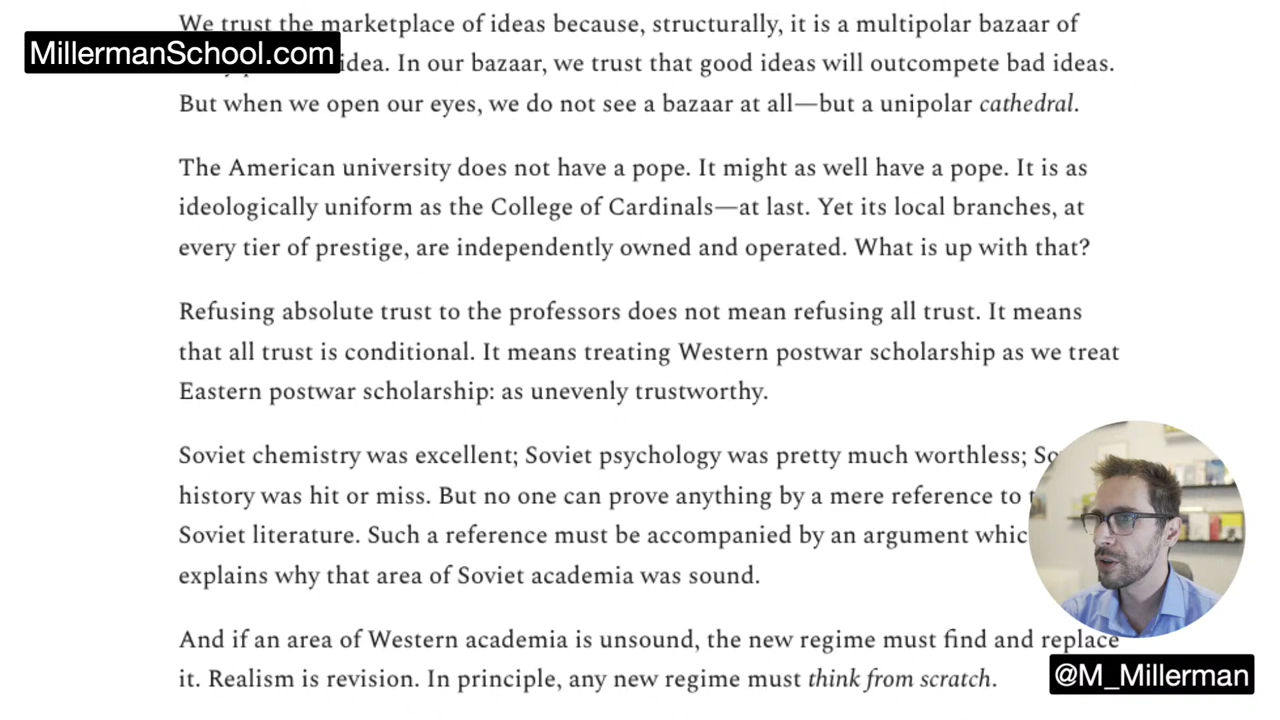 We trust the marketplace of ideas because, structurally, it is a multipolar bazaar of
MillermanSchool.com
idea. In our bazaar, we trust that good ideas will outcompete bad ideas.
But when we open our eyes, we do not see a bazaar at all—but a unipolar cathedral.
The American university does not have a pope. It might as well have a pope. It is as
ideologically uniform as the College of Cardinals—at last. Yet its local branches, at
every tier of prestige, are independently owned and operated. What is up with that?
Refusing absolute trust to the professors does not mean refusing all trust. It means
that all trust is conditional. It means treating Western postwar scholarship as we treat
Eastern postwar scholarship: as unevenly trustworthy.
Soviet chemistry was excellent; Soviet psychology was pretty much worthless;
history was hit or miss. But no one can prove anything by a mere reference to
Soviet literature. Such a reference must be accompanied by an argument
explains why that area of Soviet academia was sound.
And if an area of Western academia is unsound, the new regime must find and replace
it. Realism is revision. In principle, any new regime must think from scratch.
@M_Millerman